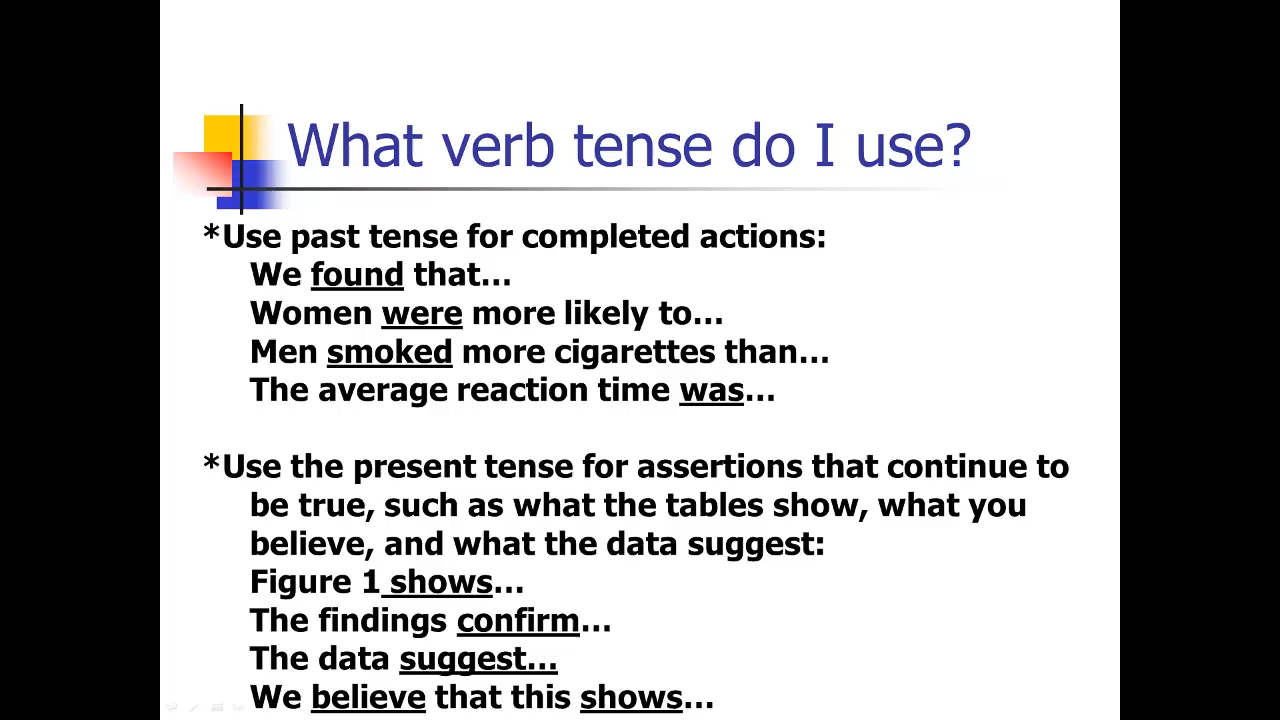 What verb tense do I use?
*Use past tense for completed actions:
We found that...
Women were more likely to...
Men smoked more cigarettes than...
The average reaction time was...
*Use the present tense for assertions that continue to
be true, such as what the tables show, what you
believe, and what the data suggest:
Figure 1 shows...
The findings confirm...
The data suggest...
We believe that this shows...